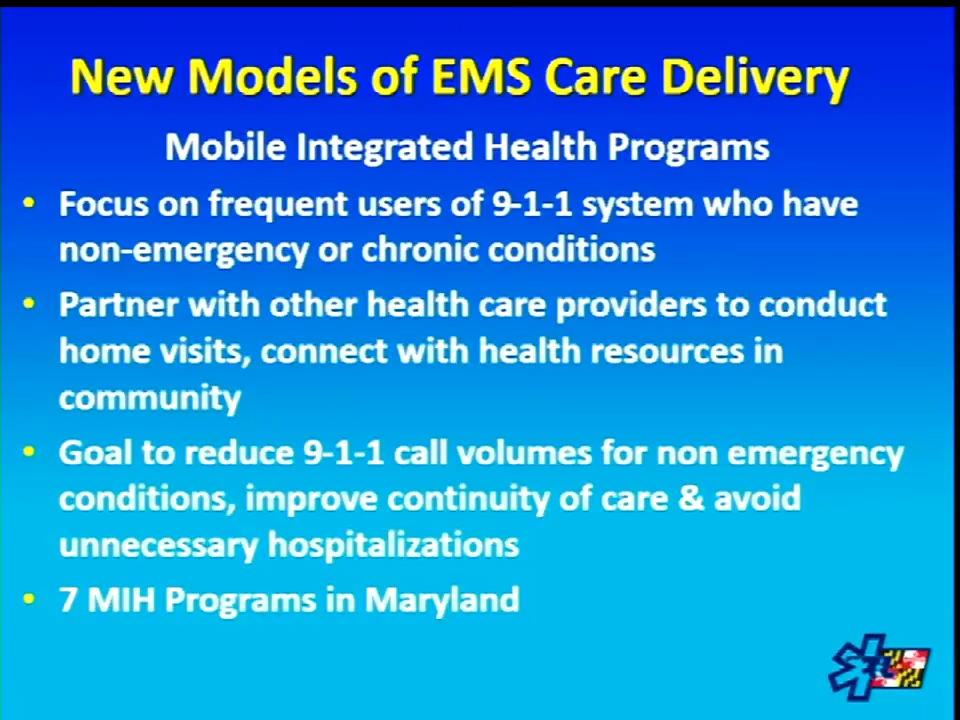 New Models of EMS Care Delivery
Mobile Integrated Health Programs
• Focus on frequent users of 9-1-1 system who have
non-emergency or chronic conditions
• Partner with other health care providers to conduct
home visits, connect with health resources in
community
• Goal to reduce 9-1-1 call volumes for non emergency
conditions, improve continuity of care & avoid
unnecessary hospitalizations
• 7 MIH Programs in Maryland